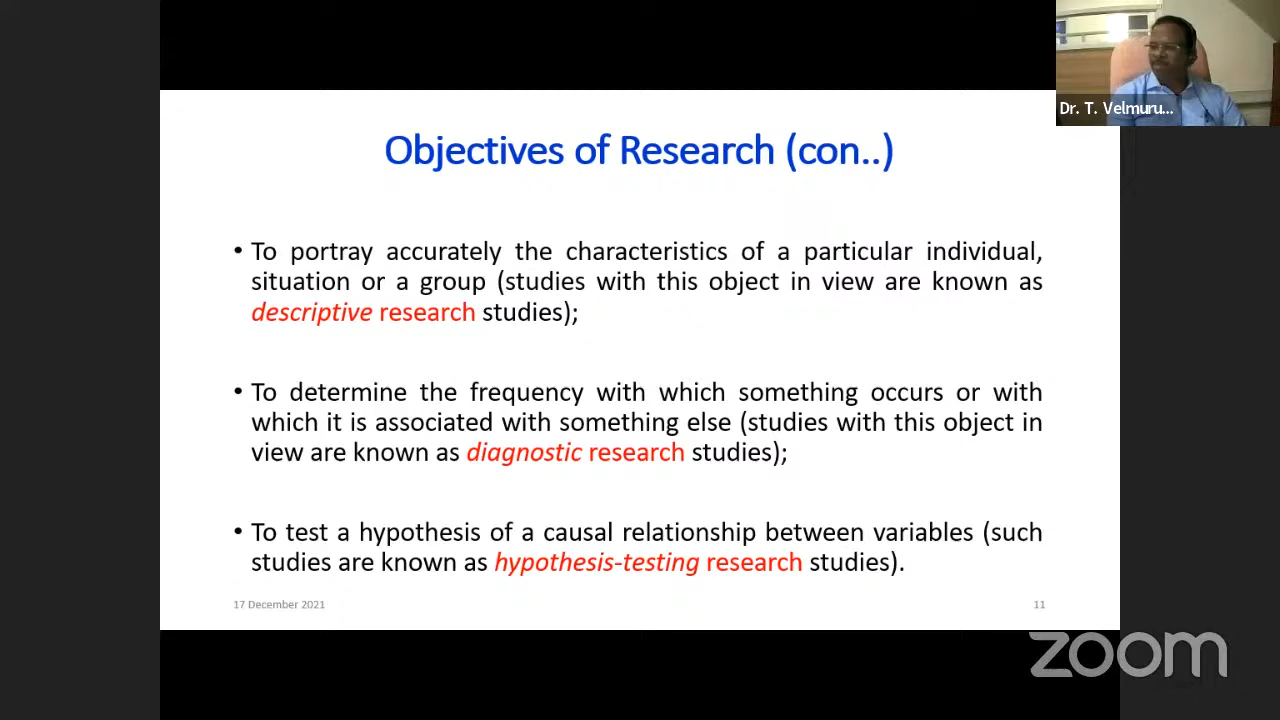 Dr. T. Velmuru...
Objectives of Research (con..)
• To portray accurately the characteristics of a particular individual,
situation or a group (studies with this object in view are known as
descriptive research studies);
• To determine the frequency with which something occurs or with
which it is associated with something else (studies with this object in
view are known as diagnostic research studies);
• To test a hypothesis of a causal relationship between variables (such
studies are known as hypothesis-testing research studies).
17 December 2021
11
zoom